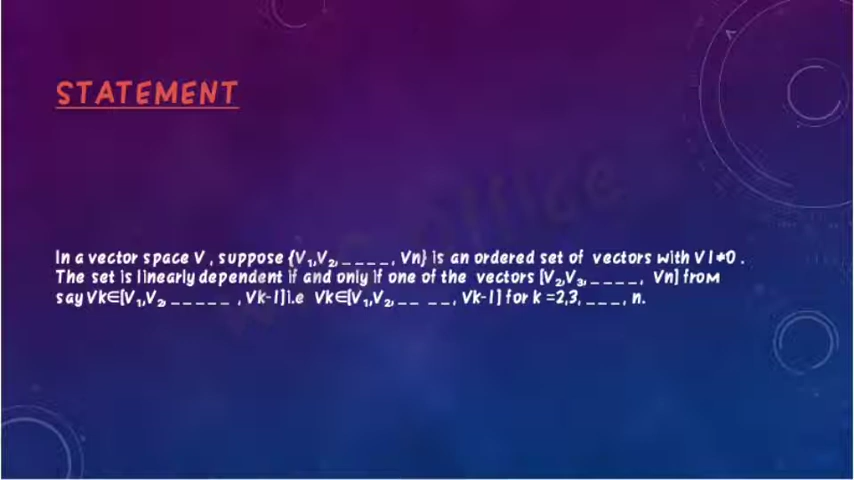 STATEMENT
In a vector space V , suppose {V₁,V₂, _ _ _ _ , Vn} is an ordered set of vectors with V1≠0 .
The set is linearly dependent if and only if one of the vectors [V₂,V₃, _ _ _ _ , Vn] from
say Vk∈[V₁,V₂, _ _ _ _ _ , Vk-1]i.e Vk∈[V₁,V₂, _ _ _ _, Vk-1] for k =2,3, _ _ _, n.